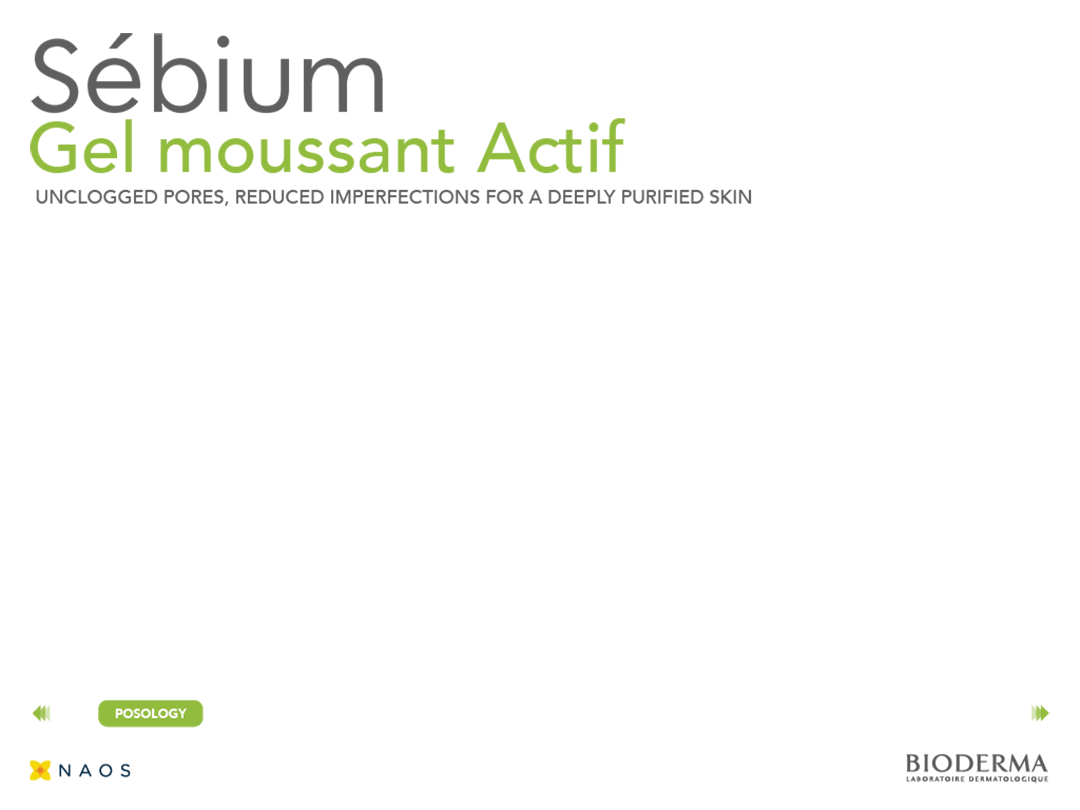 Sébium
Gel moussant Actif
UNCLOGGED PORES, REDUCED IMPERFECTIONS FOR A DEEPLY PURIFIED SKIN
POSOLOGY
NAOS
BIODERMA
LABORATOIRE DERMATOLOGIQUE